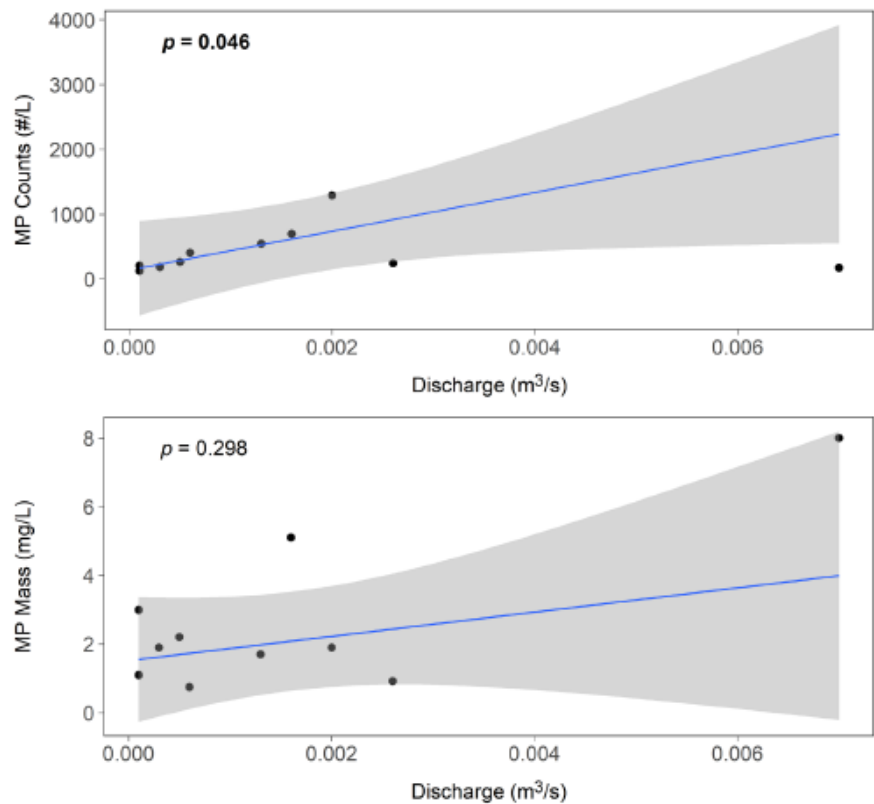 p = 0.046
4000
3000
2000
1000
0
MP Counts (#/L)
0.000 0.002 0.004 0.006
Discharge (m³/s)
p = 0.298
8
6
4
2
0
MP Mass (mg/L)
0.000 0.002 0.004 0.006
Discharge (m³/s)